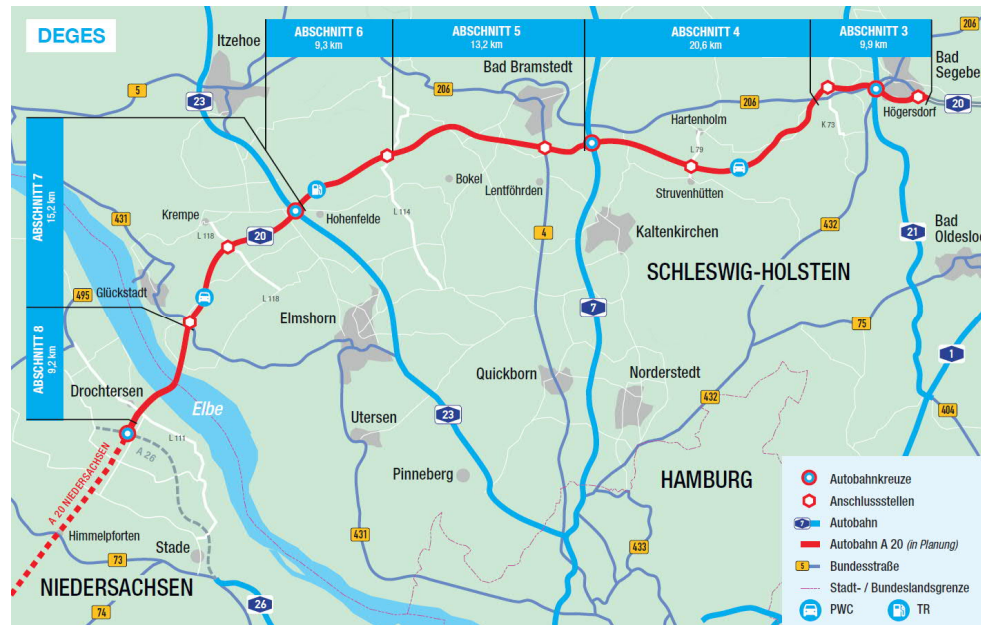 DEGES
ABSCHNITT 6
9,3 km
ABSCHNITT 5
13,2 km
ABSCHNITT 4
20,6 km
ABSCHNITT 3
9,9 km
206
Itzehoe
5
23
206
Bad Bramstedt
206
Bad
Segebe
20
Högersdorf
K 73
Hartenholm
L 79
Struvenhütten
Bokel
Lentföhrden
L 114
Hohenfelde
ABSCHNITT 7
15,2 km
431
Krempe
L 118
20
4
Kaltenkirchen
432
21
Bad
Oldesloe
SCHLESWIG-HOLSTEIN
Glückstadt
495
L 118
Elmshorn
7
75
1
ABSCHNITT 8
9,2 km
Drochtersen
Elbe
Quickborn
Norderstedt
432
404
L 111
A 26
Utersen
23
Pinneberg
HAMBURG
A 20 NIEDERSACHSEN
Himmelpforten
73
Stade
431
433
NIEDERSACHSEN
74
26
Autobahnkreuze
Anschlussstellen
7 Autobahn
Autobahn A 20 (in Planung)
5 Bundesstraße
Stadt- / Bundeslandsgrenze
PWC TR